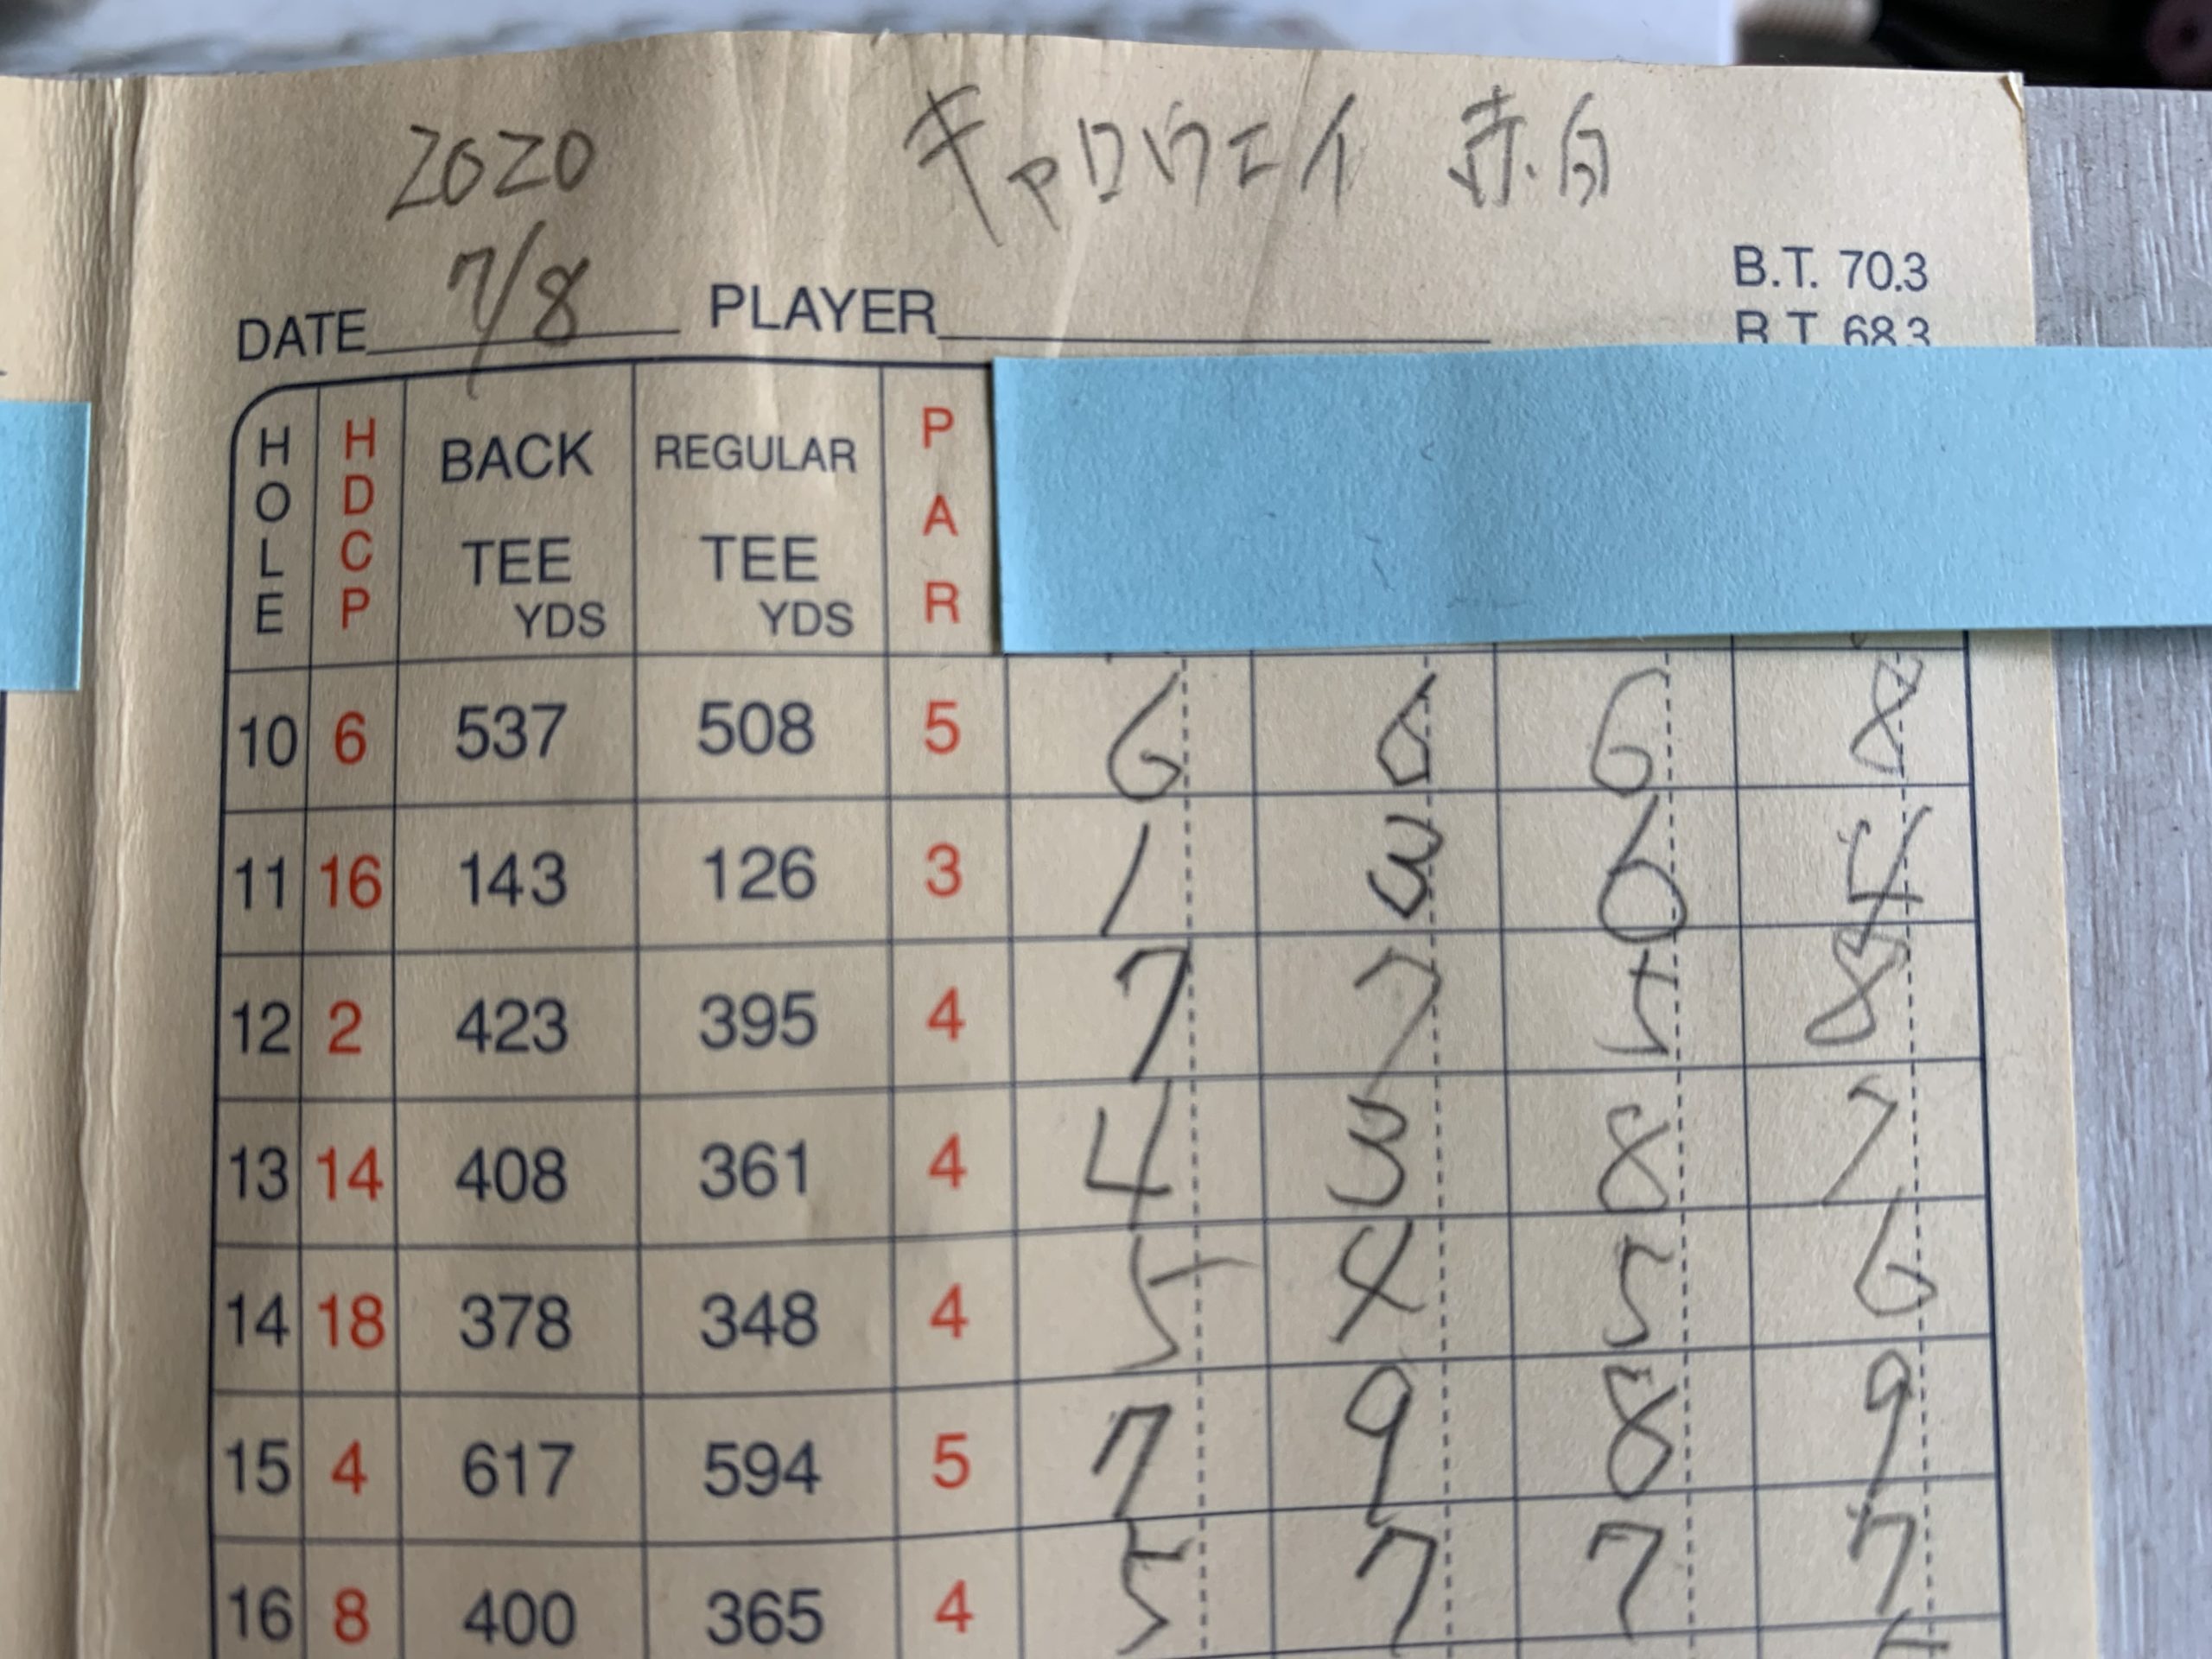 2020 キャロウェイ 赤白
DATE 7/8 PLAYER B.T. 70.3
R.T. 68.3
HOLE HDCP BACK TEE YDS REGULAR TEE YDS PAR
10 6 537 508 5 6 6 6 8
11 16 143 126 3 1 3 6 4
12 2 423 395 4 7 7 5 8
13 14 408 361 4 4 3 8 7
14 18 378 348 4 5 4 5 6
15 4 617 594 5 7 9 8 9
16 8 400 365 4 5 7 7 7